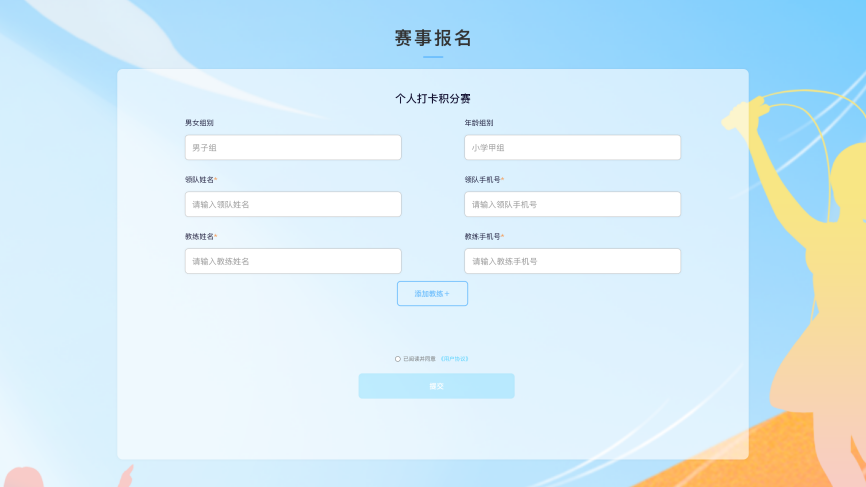 赛事报名
个人打卡积分赛
男女组别 年龄组别
男子组 小学甲组
领队姓名* 领队手机号*
请输入领队姓名 请输入领队手机号
教练姓名* 教练手机号*
请输入教练姓名 请输入教练手机号
添加教练 +
已阅读并同意 《用户协议》
提交